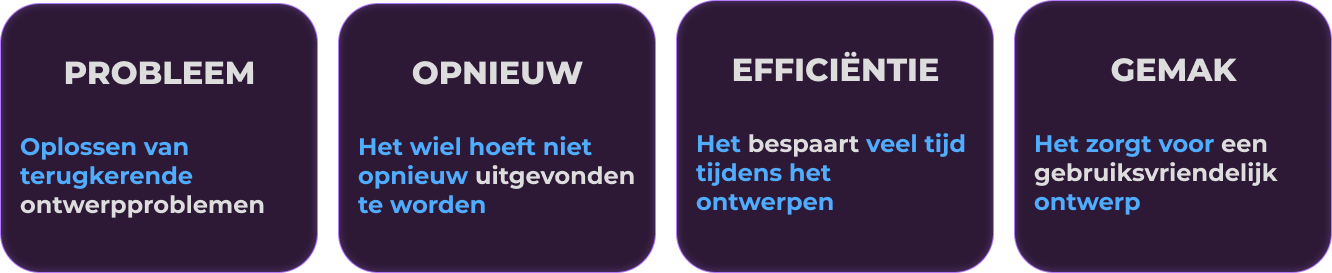 PROBLEEM
Oplossen van
terugkerende
ontwerpproblemen
OPNIEUW
Het wiel hoeft niet
opnieuw uitgevonden
te worden
EFFICIËNTIE
Het bespaart veel tijd
tijdens het
ontwerpen
GEMAK
Het zorgt voor een
gebruiksvriendelijk
ontwerp